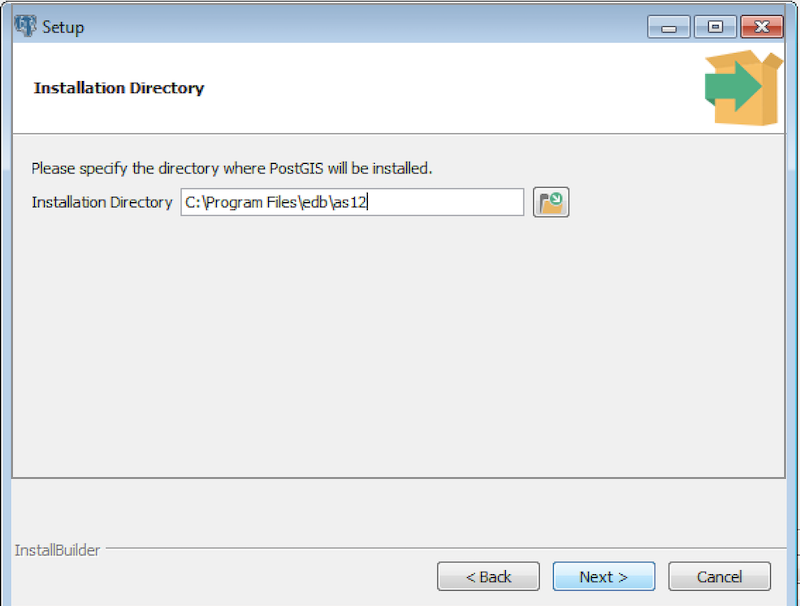 Setup
Installation Directory
Please specify the directory where PostGIS will be installed.
Installation Directory C:\Program Files\edb\as12
InstallBuilder
< Back Next > Cancel